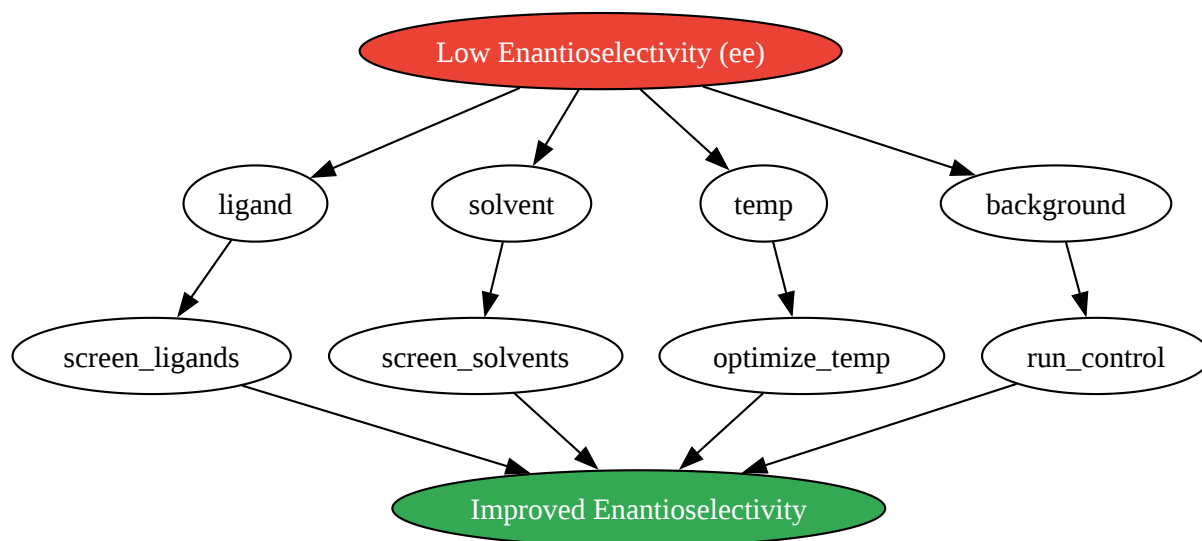 Low Enantioselectivity (ee)
ligand
solvent
temp
background
screen_ligands
screen_solvents
optimize_temp
run_control
Improved Enantioselectivity